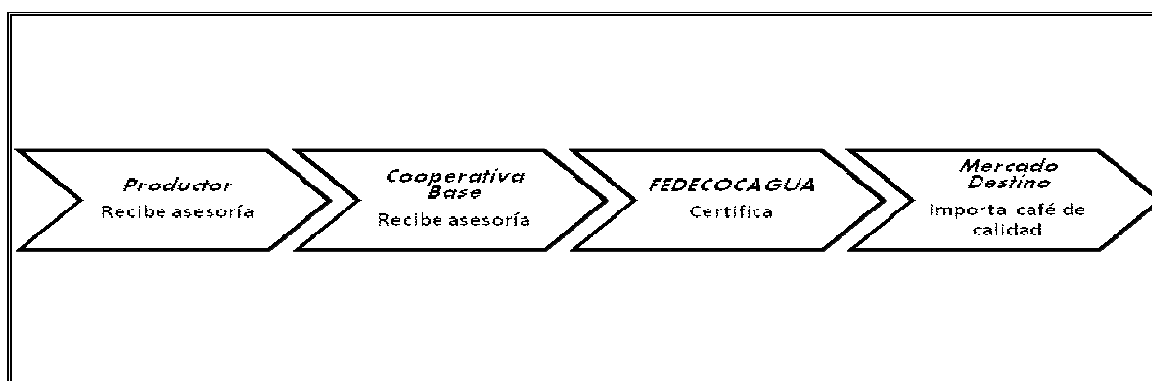 Productor
Recibe asesoría
Cooperativa
Base
Recibe asesoría
FEDECOCAGUA
Certifica
Mercado
Destino
Importa café de
calidad